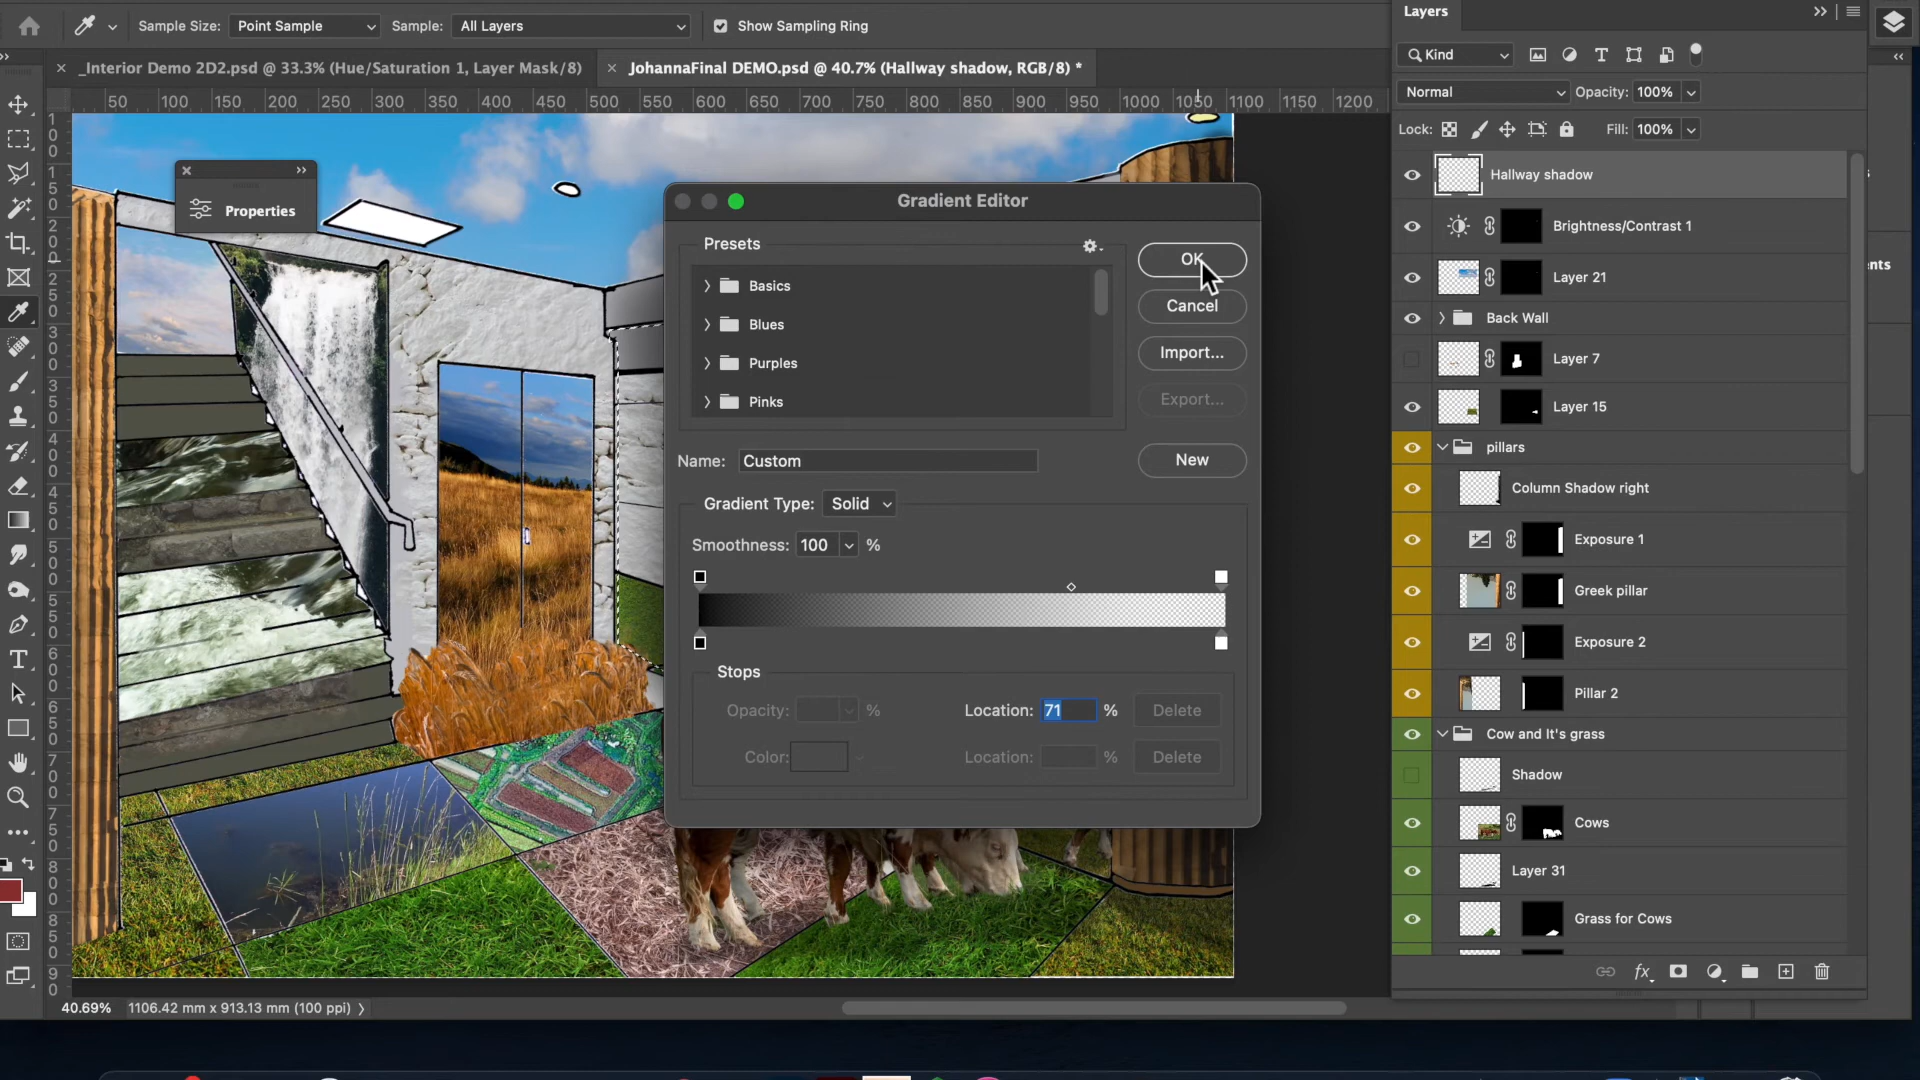 Sample Size: Point Sample Sample: All Layers Show Sampling Ring
_Interior Demo 2D2.psd @ 33.3% (Hue/Saturation 1, Layer Mask/8)
JohannaFinal DEMO.psd @ 40.7% (Hallway shadow, RGB/8) *
50 100 150 200 250 300 350 400 450 500 550 600 650 700 750 800 850 900 950 1000 1050 1100 1150 1200
Properties
Gradient Editor
Presets
Basics
Blues
Purples
Pinks
OK
Cancel
Import...
Export...
New
Name: Custom
Gradient Type: Solid
Smoothness: 100 %
Stops
Opacity: % Location: 71 % Delete
Color: Location: % Delete
Layers
Kind
Normal Opacity: 100%
Lock: Fill: 100%
Hallway shadow
Brightness/Contrast 1
Layer 21
Back Wall
Layer 7
Layer 15
pillars
Column Shadow right
Exposure 1
Greek pillar
Exposure 2
Pillar 2
Cow and It's grass
Shadow
Cows
Layer 31
Grass for Cows
40.69% 1106.42 mm x 913.13 mm (100 ppi)